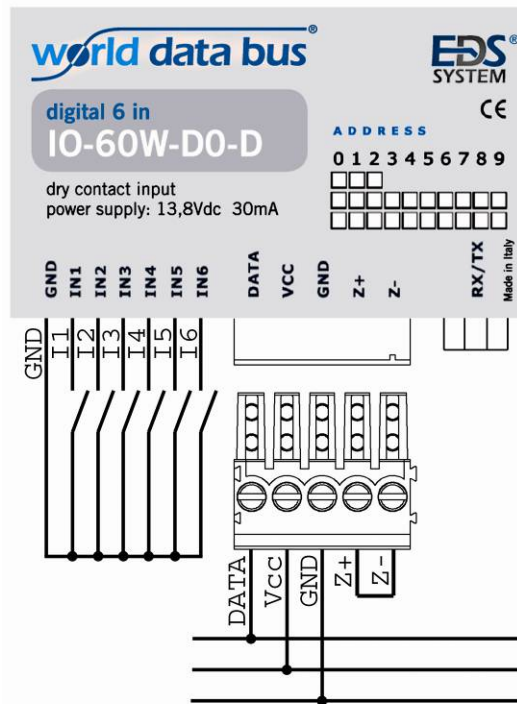 world data bus®
EDS®
SYSTEM
CE
digital 6 in
IO-60W-D0-D
dry contact input
power supply: 13,8Vdc 30mA
ADDRESS
0 1 2 3 4 5 6 7 8 9
GND IN1 IN2 IN3 IN4 IN5 IN6
DATA VCC GND Z+ Z-
RX/TX
Made in Italy
GND I1 I2 I3 I4 I5 I6
DATA Vcc GND Z+ Z-